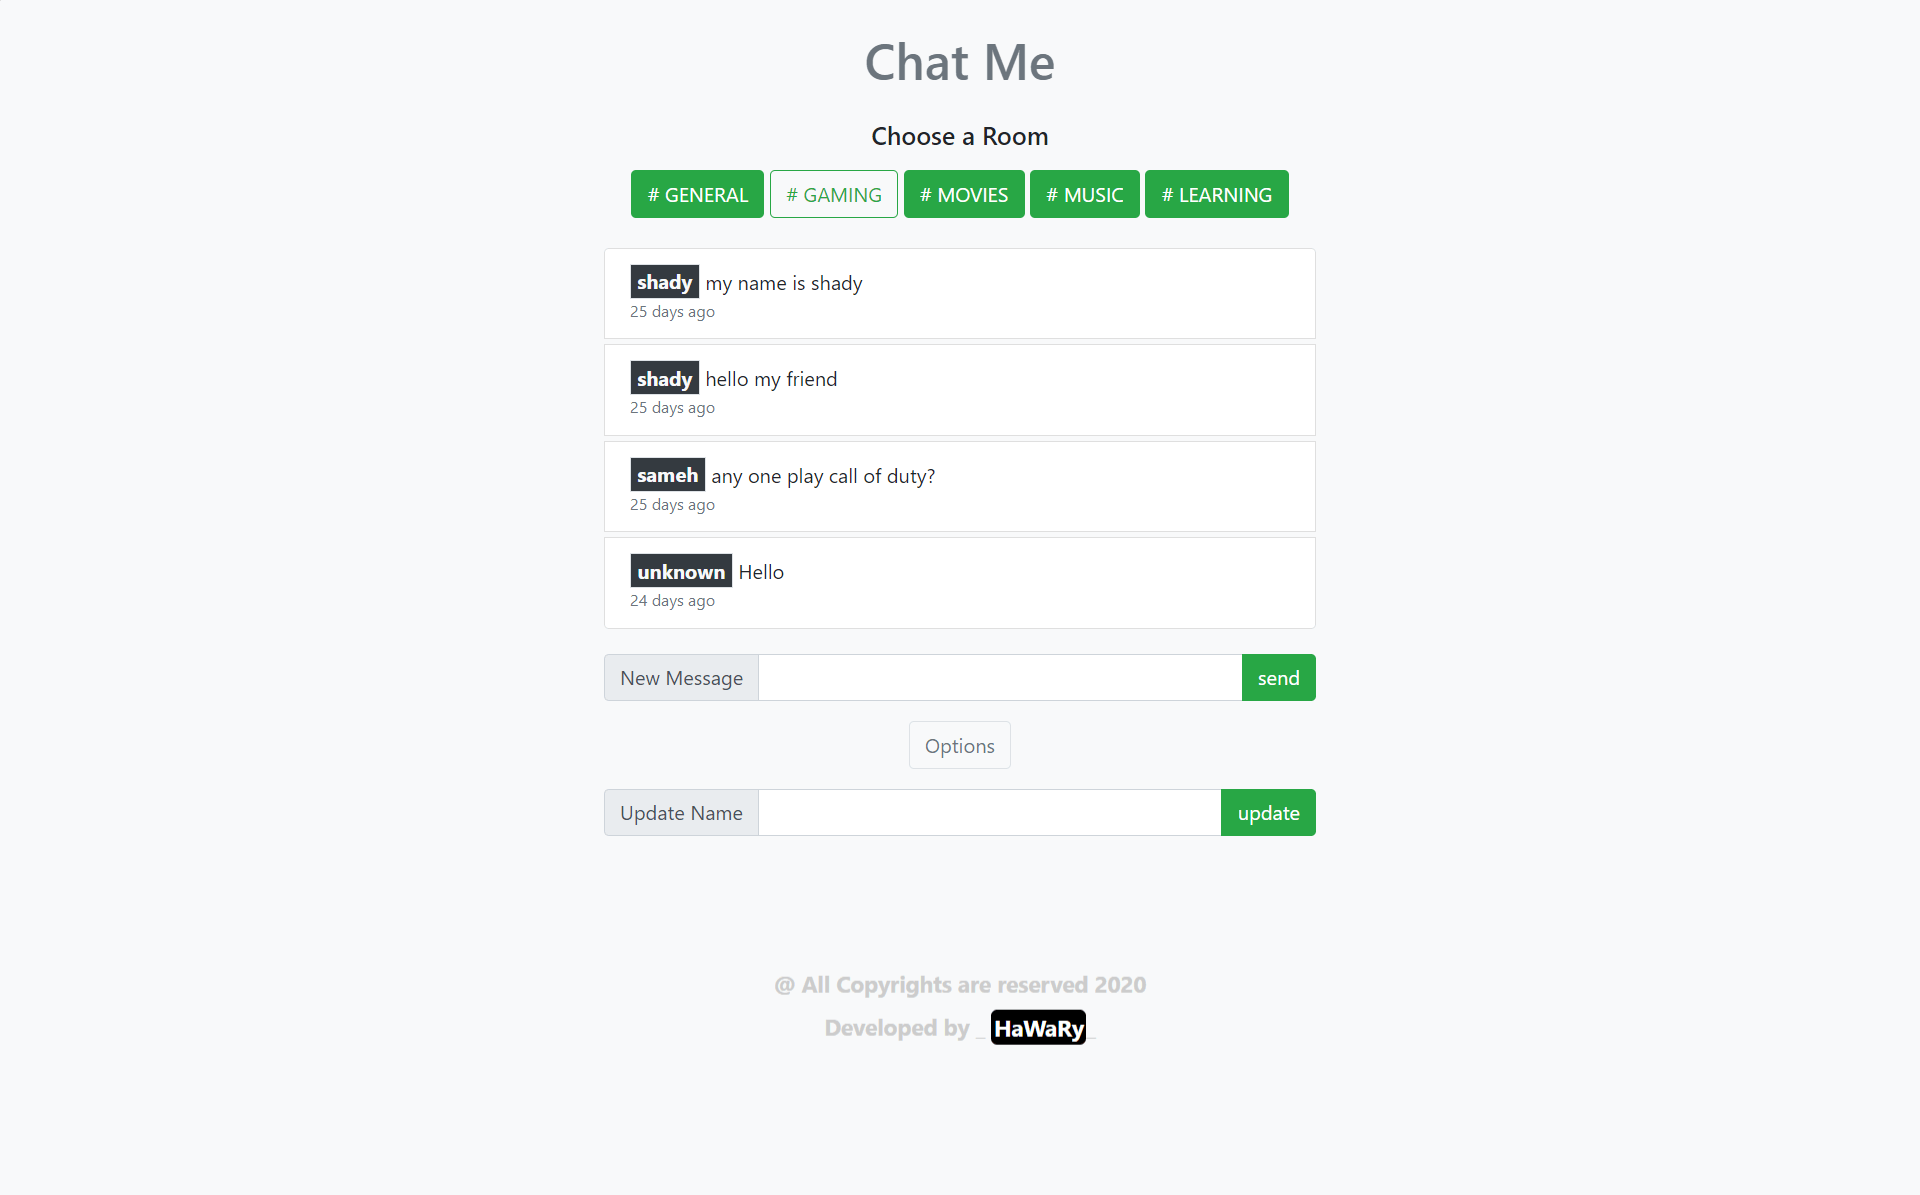 Chat Me
Choose a Room
# GENERAL # GAMING # MOVIES # MUSIC # LEARNING
shady my name is shady
25 days ago
shady hello my friend
25 days ago
sameh any one play call of duty?
25 days ago
unknown Hello
24 days ago
New Message send
Options
Update Name update
@ All Copyrights are reserved 2020
Developed by _ HaWaRy_